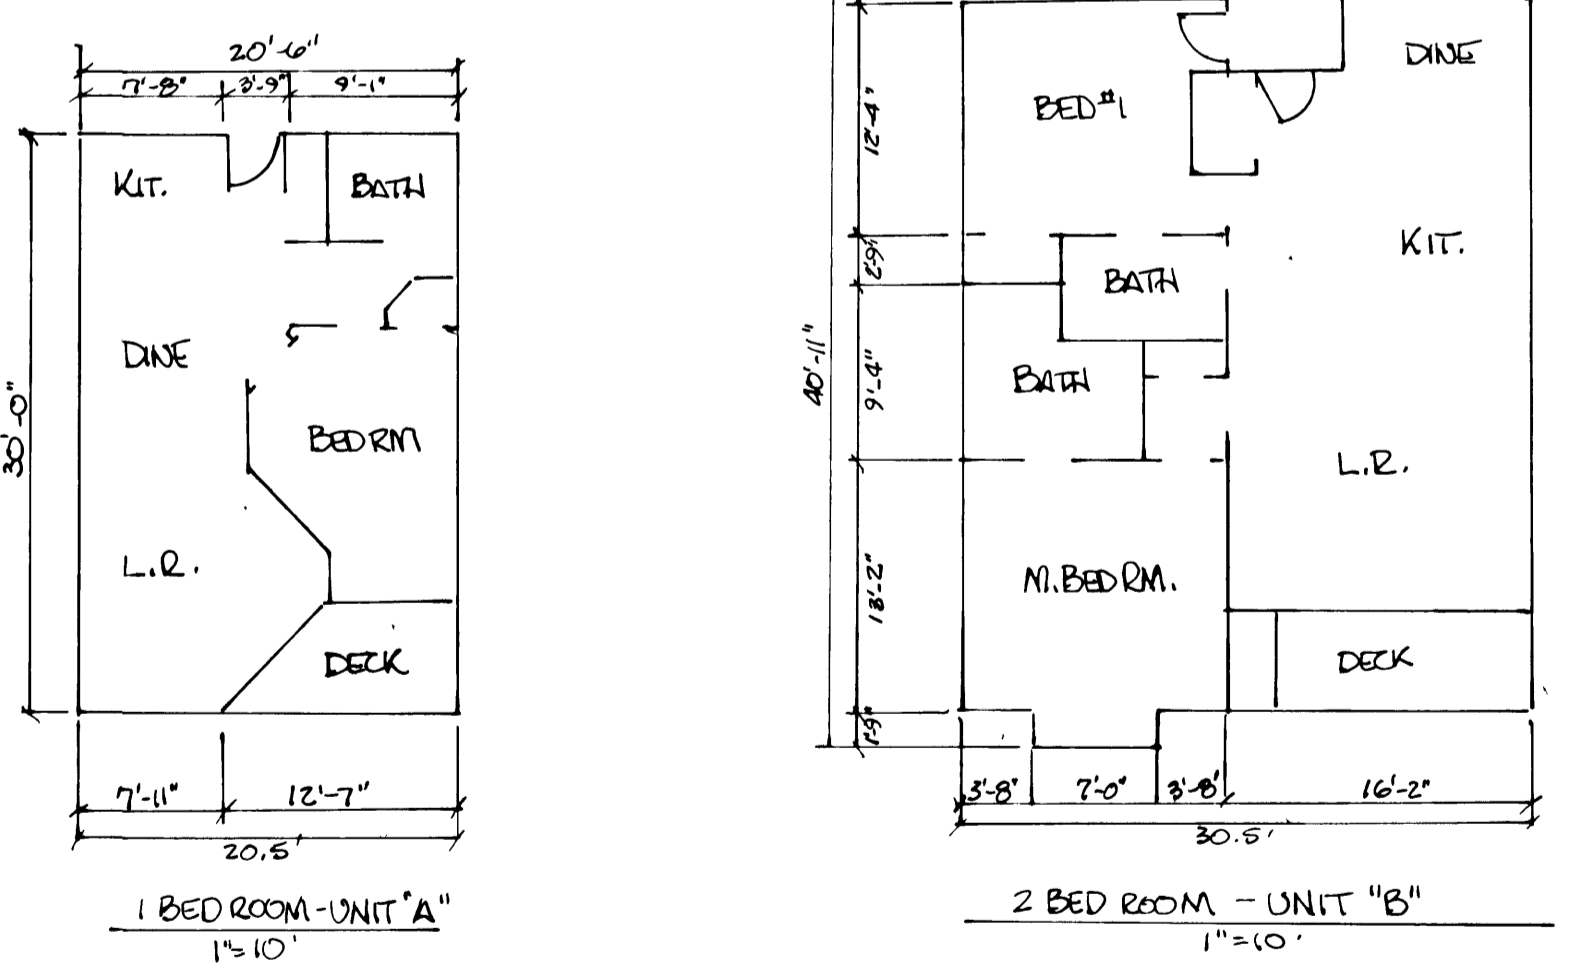 20'-6"
7'-8"
3'-9"
9'-1"
KIT.
BATH
DINE
BEDRM
30'-0"
L.R.
DECK
7'-11"
12'-7"
20.5'
1 BEDROOM-UNIT "A"
1"=10'
DINE
BED #1
12'-4"
KIT.
2'-9"
BATH
40'-11"
9'-4"
BATH
L.R.
M.BEDRM.
13'-2"
DECK
1'-9"
3'-8"
7'-0"
3'-8"
16'-2"
30.5'
2 BED ROOM - UNIT "B"
1"=10'